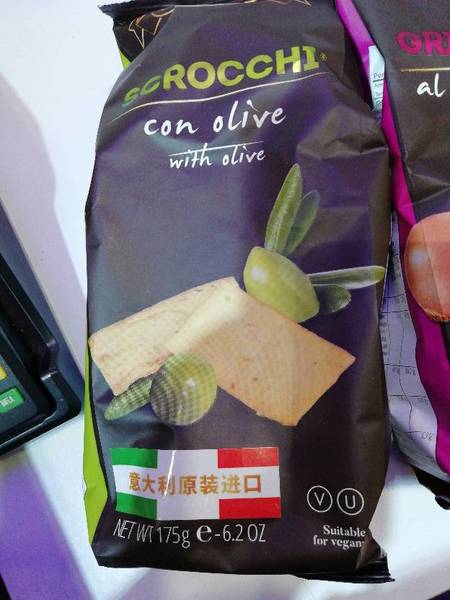 SCROCCHI®
con olive
with olive
意大利原装进口
NET WT 175g e-6.2 OZ
V U
Suitable
for vegans
GRI
al